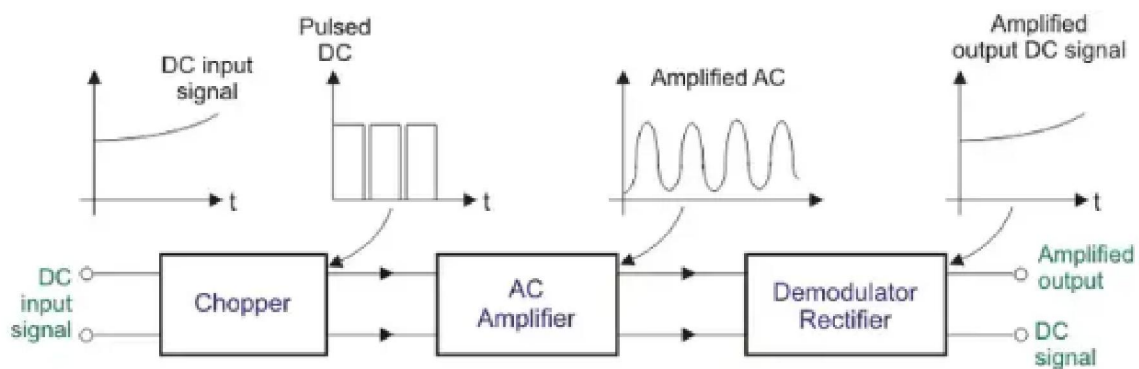 Pulsed
DC
DC input
signal
t
t
Amplified AC
Amplified
output DC signal
t
DC
input
signal
Chopper
AC
Amplifier
Demodulator
Rectifier
Amplified
output
DC
signal